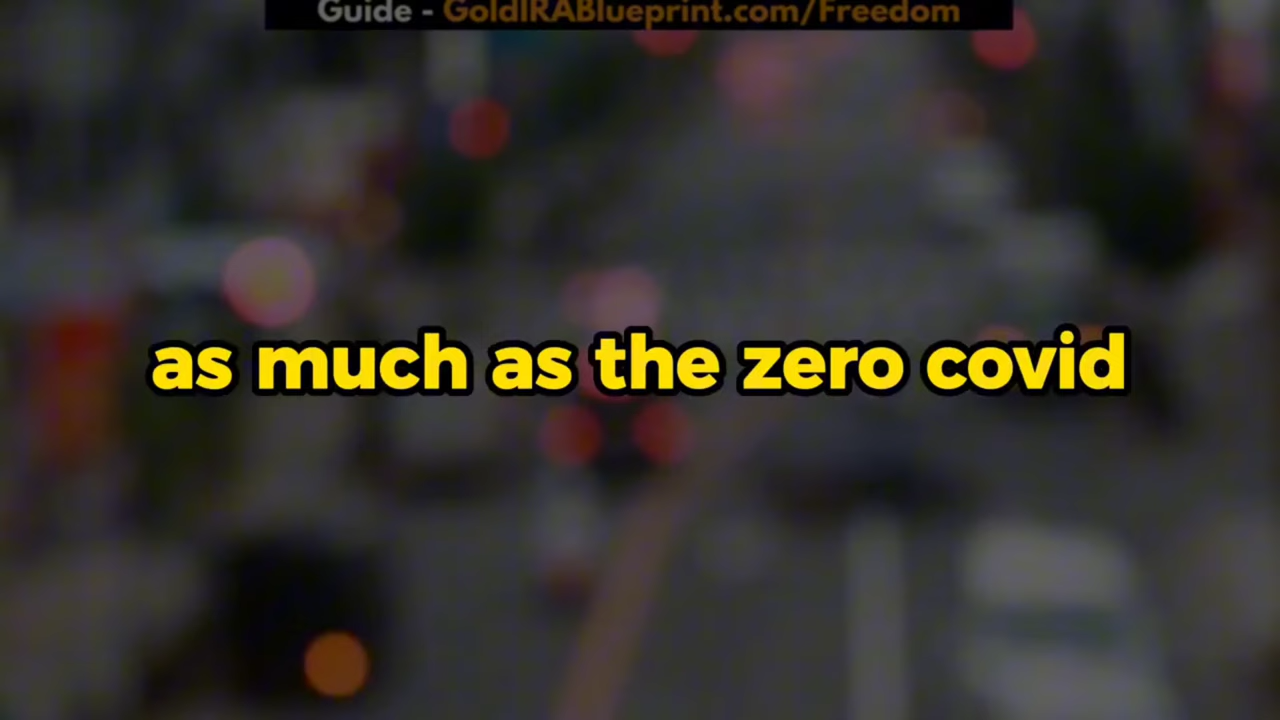 Guide - GoldIRABlueprint.com/Freedom
as much as the zero covid